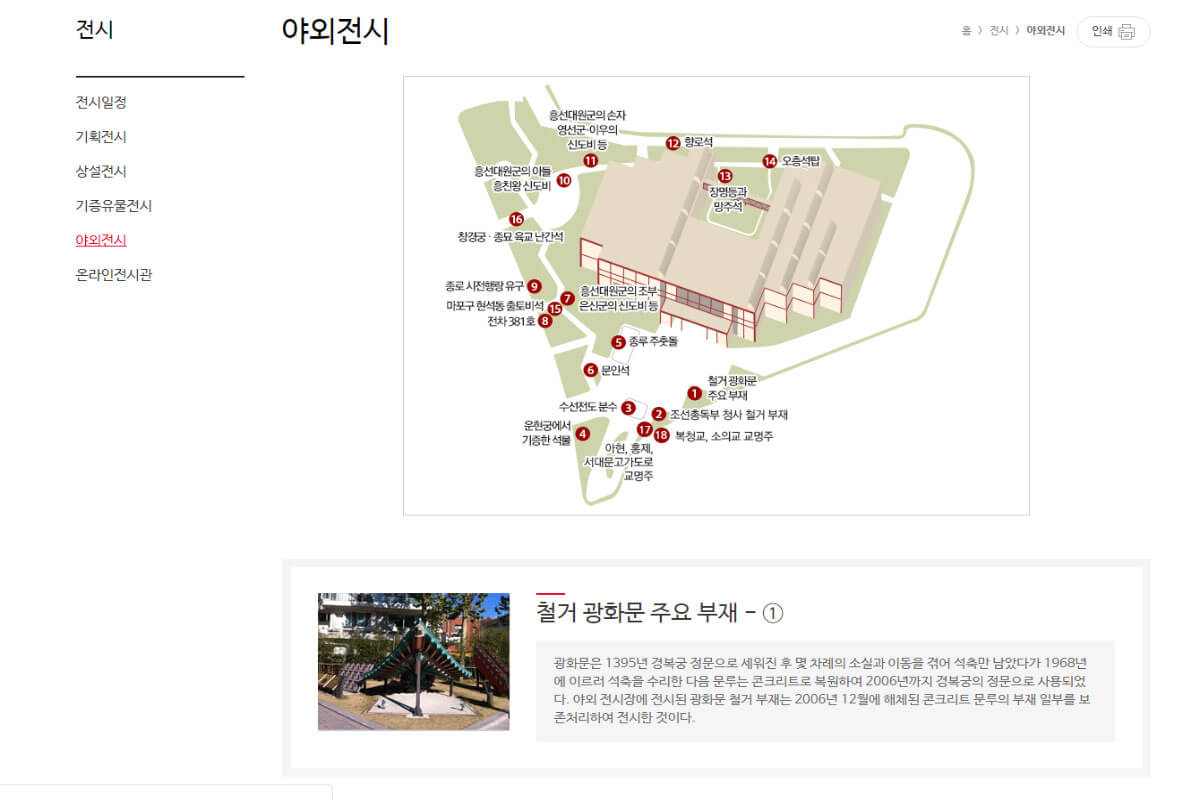 전시
전시일정
기획전시
상설전시
기증유물전시
야외전시
온라인전시관
야외전시
홈 > 전시 > 야외전시
인쇄
흥선대원군의 손자
영선군·이우의
신도비 등
11
12 향로석
14 오층석탑
13
장명등과
망주석
흥선대원군의 아들
흥친왕 신도비
10
16
창경궁·종묘 육교 난간석
종로 시전행랑 유구 9
마포구 현석동 출토비석 15
전차 381호 8
7 흥선대원군의 조부
은신군의 신도비 등
5 종루 주춧돌
6 문인석
1 철거 광화문
주요 부재
수선전도 분수 3
2 조선총독부 청사 철거 부재
운현궁에서
기증한 석물
4
17
18 복청교, 소의교 교명주
아현, 홍제,
서대문고가도로
교명주
철거 광화문 주요 부재 - ①
광화문은 1395년 경복궁 정문으로 세워진 후 몇 차례의 소실과 이동을 겪어 석축만 남았다가 1968년
에 이르러 석축을 수리한 다음 문루는 콘크리트로 복원하여 2006년까지 경복궁의 정문으로 사용되었
다. 야외 전시장에 전시된 광화문 철거 부재는 2006년 12월에 해체된 콘크리트 문루의 부재 일부를 보
존처리하여 전시한 것이다.